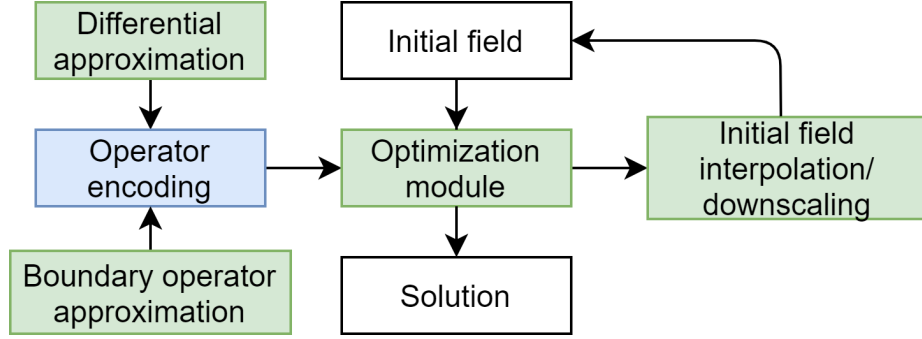 Differential
approximation
Initial field
Operator
encoding
Optimization
module
Initial field
interpolation/
downscaling
Boundary operator
approximation
Solution